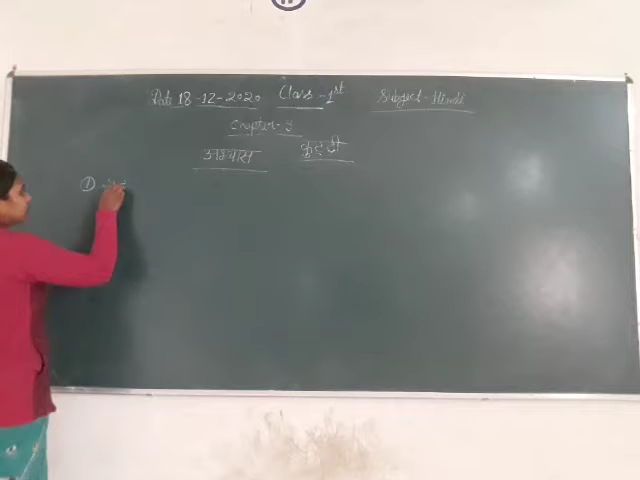 Date 18-12-2020 Class-1st Subject-Hindi
Chapter-3
अभ्यास
①